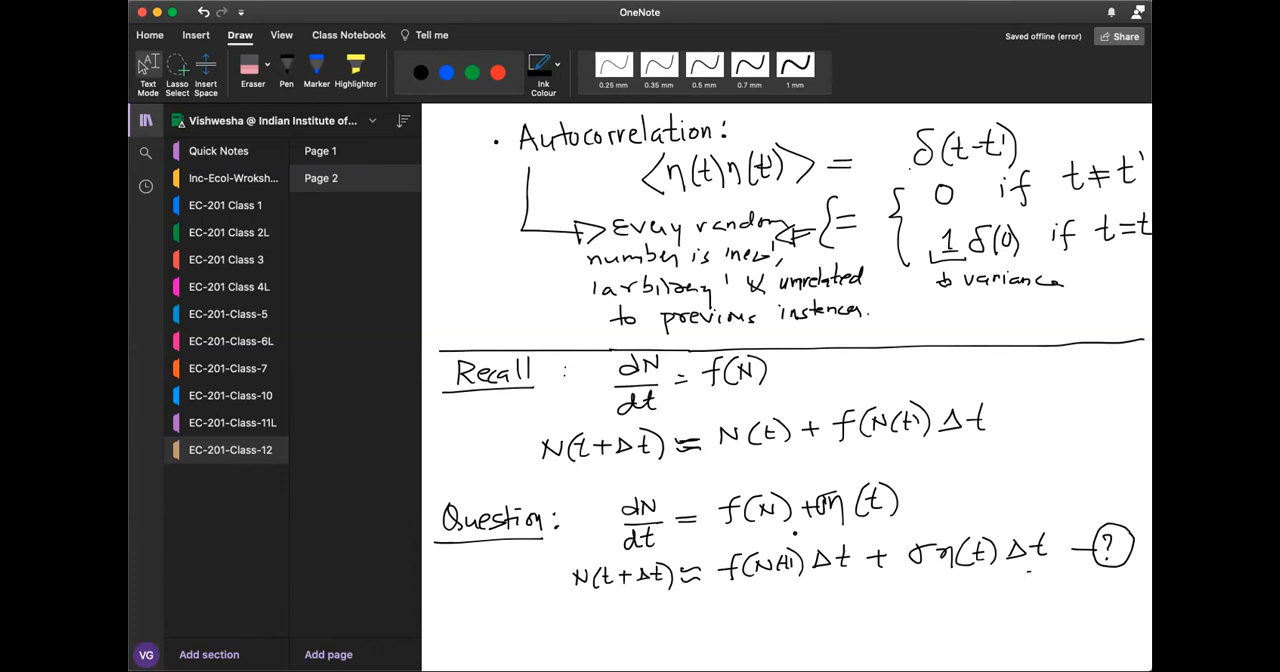 OneNote
Home Insert Draw View Class Notebook Tell me
Saved offline (error) Share
Text Mode
Lasso Select
Insert Space
Eraser
Pen
Marker
Highlighter
Ink Colour
0.25 mm 0.35 mm 0.5 mm 0.7 mm 1 mm
Vishwesha @ Indian Institute of...
Quick Notes
Inc-Ecol-Wroksh...
EC-201 Class 1
EC-201 Class 2L
EC-201 Class 3
EC-201 Class 4L
EC-201-Class-5
EC-201-Class-6L
EC-201-Class-7
EC-201-Class-10
EC-201-Class-11L
EC-201-Class-12
Page 1
Page 2
VG
Add section
Add page
• Autocorrelation:
<η(t)η(t')> = δ(t-t')
= { 0 if t≠t'
1 δ(0) if t=t
variance
Every random
number is new,
'arbitrary' & unrelated
to previous instances.
Recall : dN/dt = f(N)
N(t+Δt) ≈ N(t) + f(N(t)) Δt
Question: dN/dt = f(N) + ση(t)
N(t+Δt) ≈ f(N(t)) Δt + ση(t) Δt — ?